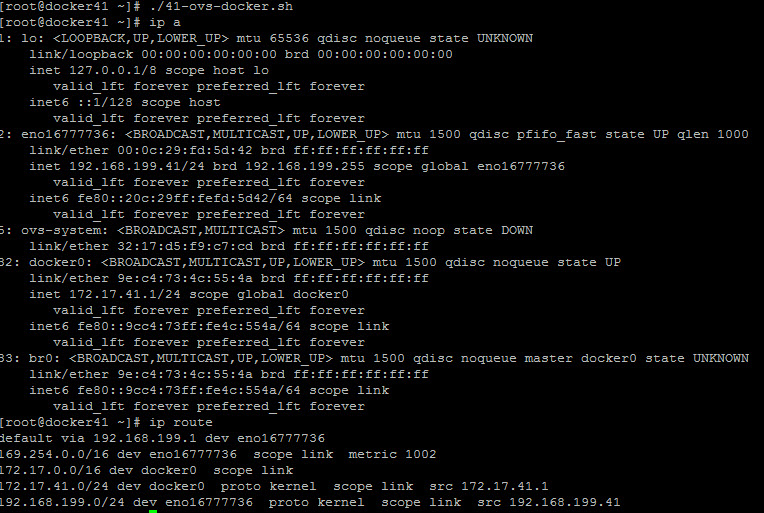 [root@docker41 ~]# ./41-ovs-docker.sh
[root@docker41 ~]# ip a
1: lo: <LOOPBACK,UP,LOWER_UP> mtu 65536 qdisc noqueue state UNKNOWN
    link/loopback 00:00:00:00:00:00 brd 00:00:00:00:00:00
    inet 127.0.0.1/8 scope host lo
       valid_lft forever preferred_lft forever
    inet6 ::1/128 scope host
       valid_lft forever preferred_lft forever
2: eno16777736: <BROADCAST,MULTICAST,UP,LOWER_UP> mtu 1500 qdisc pfifo_fast state UP qlen 1000
    link/ether 00:0c:29:fd:5d:42 brd ff:ff:ff:ff:ff:ff
    inet 192.168.199.41/24 brd 192.168.199.255 scope global eno16777736
       valid_lft forever preferred_lft forever
    inet6 fe80::20c:29ff:fefd:5d42/64 scope link
       valid_lft forever preferred_lft forever
5: ovs-system: <BROADCAST,MULTICAST> mtu 1500 qdisc noop state DOWN
    link/ether 32:17:d5:f9:c7:cd brd ff:ff:ff:ff:ff:ff
32: docker0: <BROADCAST,MULTICAST,UP,LOWER_UP> mtu 1500 qdisc noqueue state UP
    link/ether 9e:c4:73:4c:55:4a brd ff:ff:ff:ff:ff:ff
    inet 172.17.41.1/24 scope global docker0
       valid_lft forever preferred_lft forever
    inet6 fe80::9cc4:73ff:fe4c:554a/64 scope link
       valid_lft forever preferred_lft forever
33: br0: <BROADCAST,MULTICAST,UP,LOWER_UP> mtu 1500 qdisc noqueue master docker0 state UNKNOWN
    link/ether 9e:c4:73:4c:55:4a brd ff:ff:ff:ff:ff:ff
    inet6 fe80::9cc4:73ff:fe4c:554a/64 scope link
       valid_lft forever preferred_lft forever
[root@docker41 ~]# ip route
default via 192.168.199.1 dev eno16777736
169.254.0.0/16 dev eno16777736  scope link  metric 1002
172.17.0.0/16 dev docker0  scope link
172.17.41.0/24 dev docker0  proto kernel  scope link  src 172.17.41.1
192.168.199.0/24 dev eno16777736  proto kernel  scope link  src 192.168.199.41